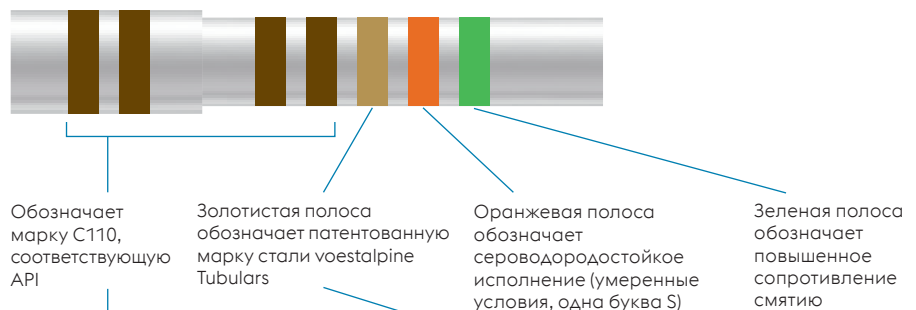 Обозначает
марку C110,
соответствующую
API
Золотистая полоса
обозначает патентованную
марку стали voestalpine
Tubulars
Оранжевая полоса
обозначает
сероводородостойкое
исполнение (умеренные
условия, одна буква S)
Зеленая полоса
обозначает
повышенное
сопротивление
смятию